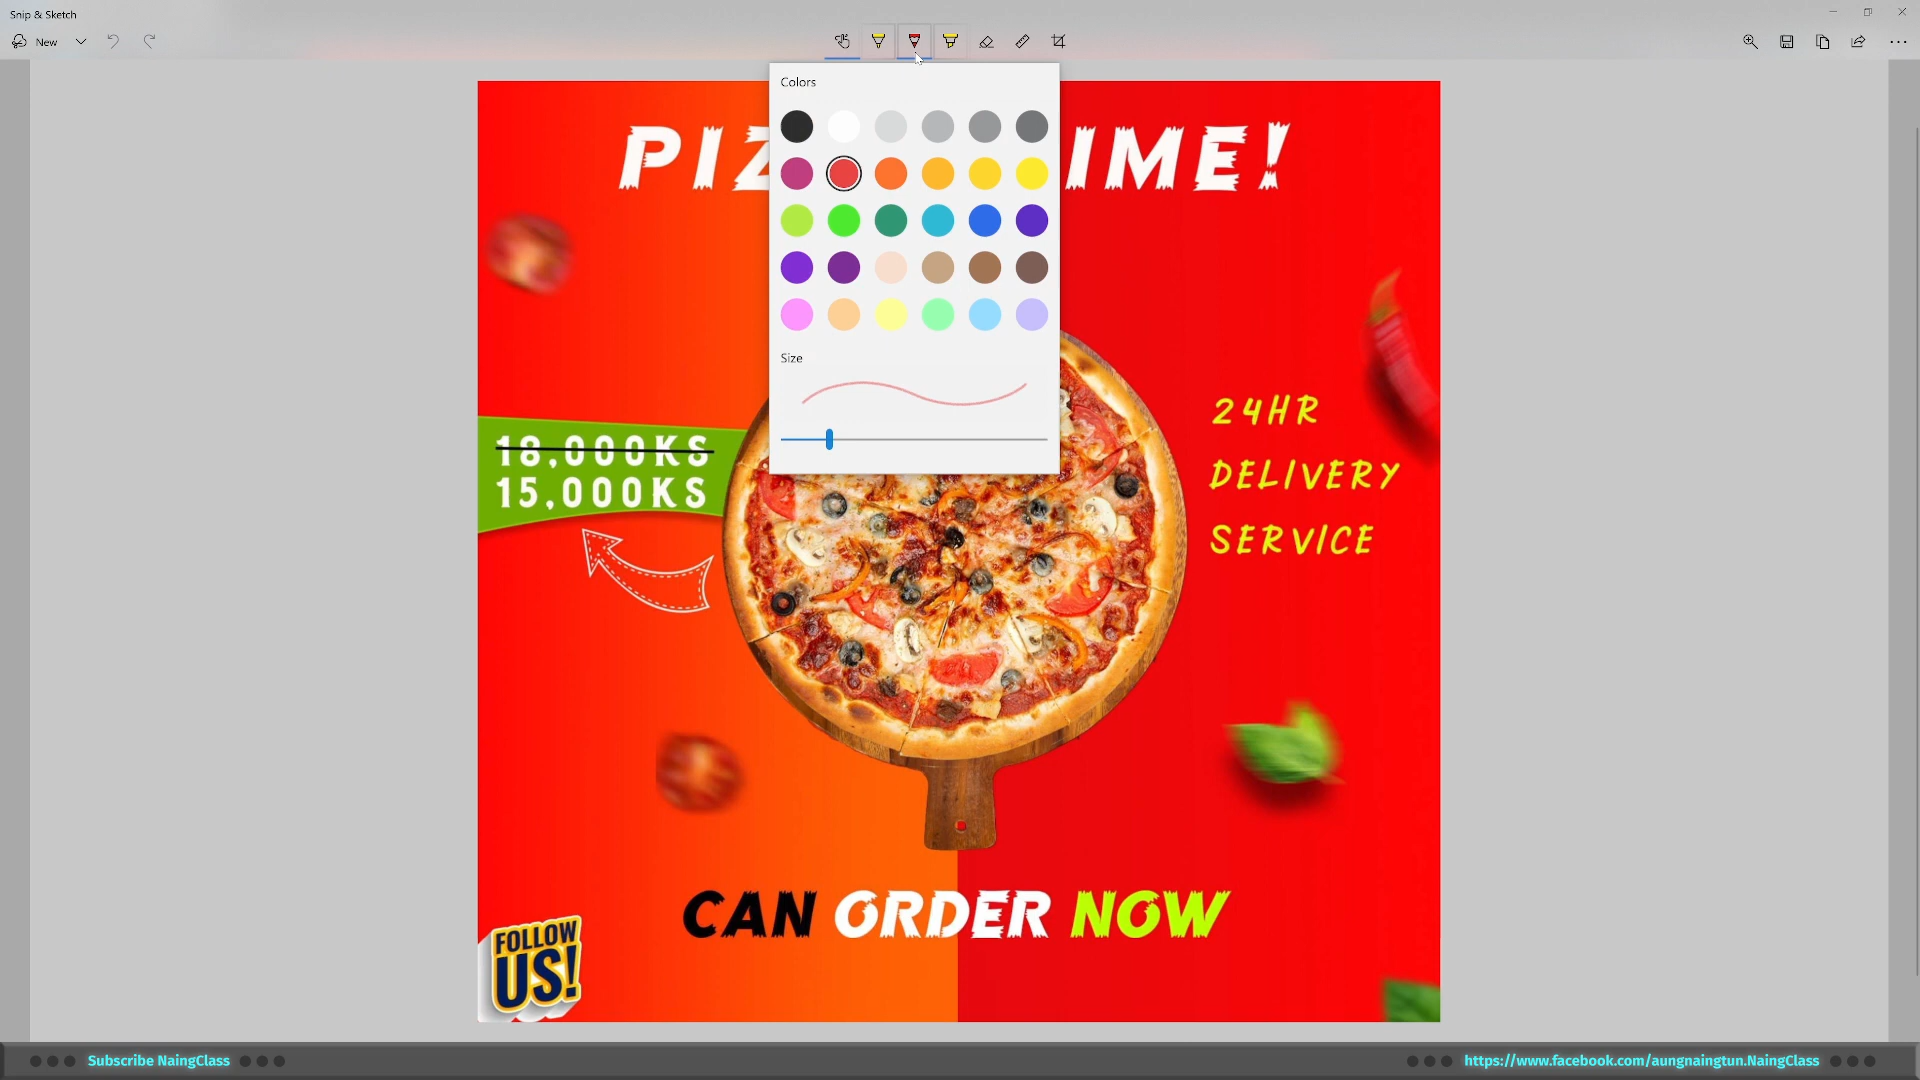 Snip & Sketch
New
Colors
PIZ IME!
Size
24HR
18,000KS
DELIVERY
15,000KS
SERVICE
CAN ORDER NOW
FOLLOW
US!
Subscribe NaingClass
https://www.facebook.com/aungnaingtun.NaingClass